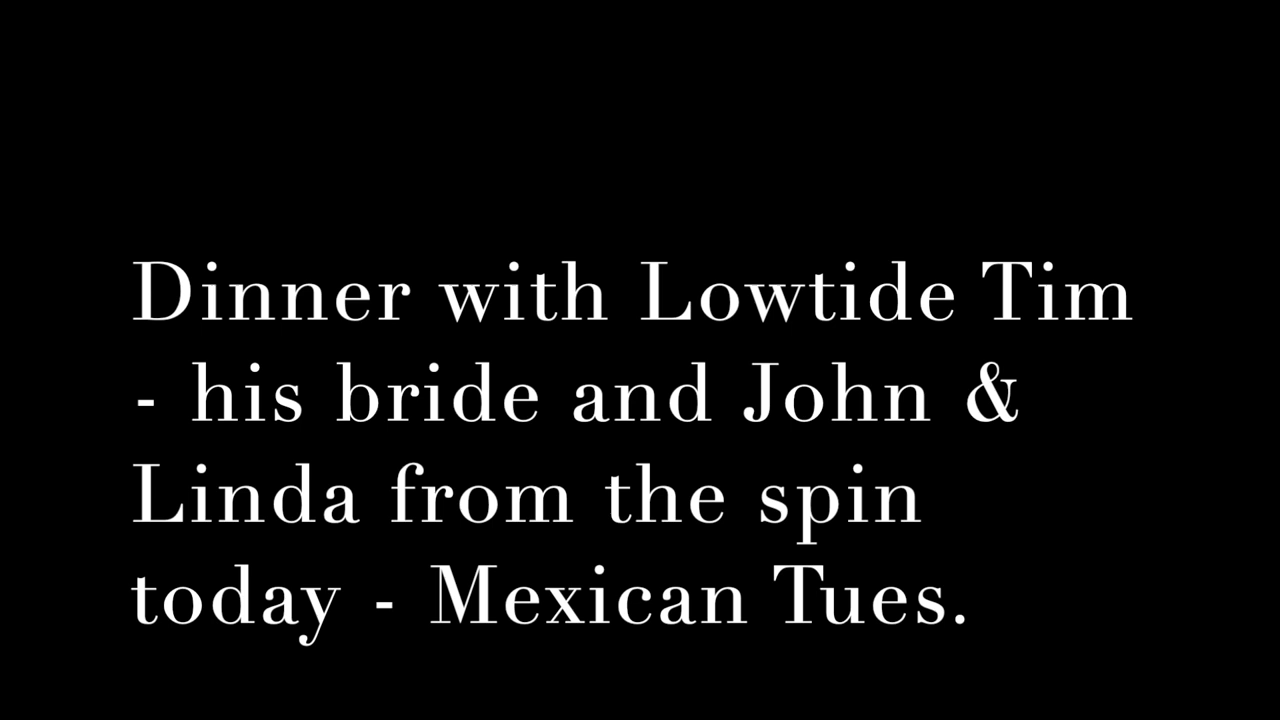 Dinner with Lowtide Tim
- his bride and John &
Linda from the spin
today - Mexican Tues.